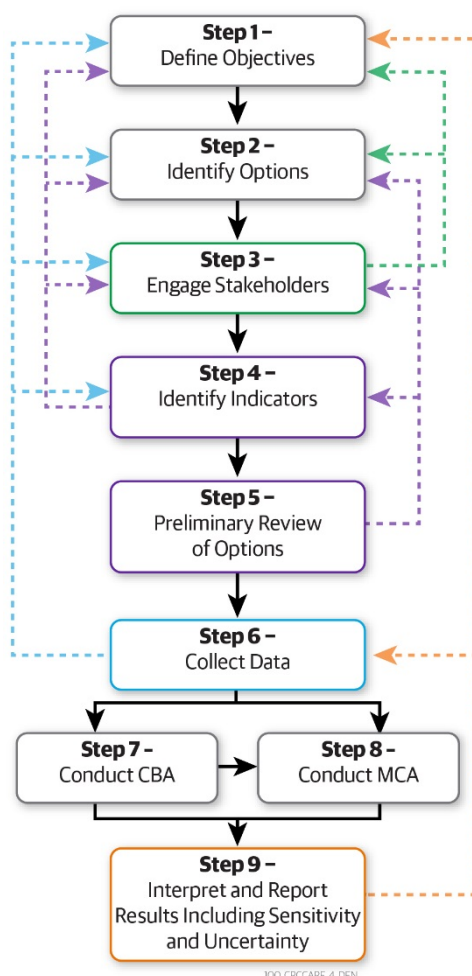 Step 1 –
Define Objectives
Step 2 –
Identify Options
Step 3 –
Engage Stakeholders
Step 4 –
Identify Indicators
Step 5 –
Preliminary Review
of Options
Step 6 –
Collect Data
Step 7 –
Conduct CBA
Step 8 –
Conduct MCA
Step 9 –
Interpret and Report
Results Including Sensitivity
and Uncertainty